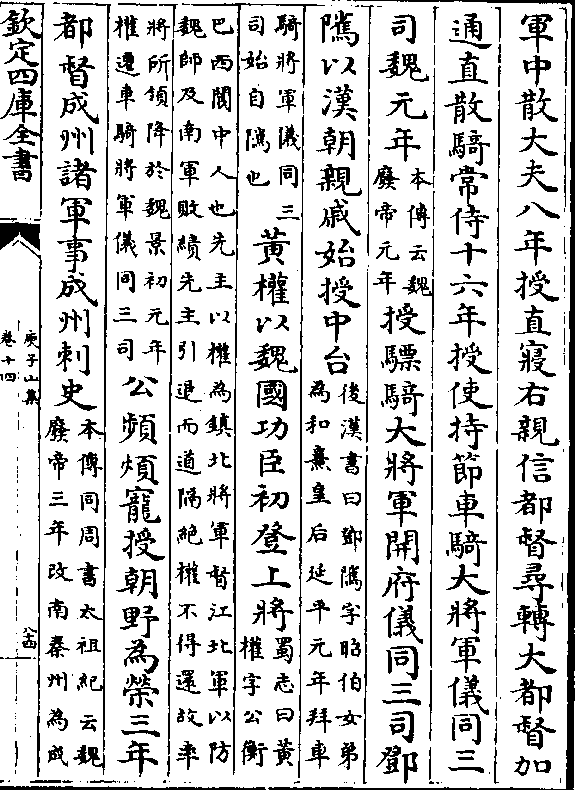 軍中散大夫八年授直寢右親信都督尋轉大都督加
通直散騎常侍十六年授使持節車騎大將軍儀同三
司魏元年本傳云魏廢帝元年授驃騎大將軍開府儀同三司鄧
隲以漢朝親戚始授中台後漢書曰鄧隲字昭伯女弟為和熹皇后延平元年拜車
騎將軍儀同三司始自隲也黃權以魏國功臣初登上將蜀志曰黃權字公衡
巴西閬中人也先主以權為鎮北將軍督江北軍以防魏師及南軍敗績先主引退而道隔絕權不得還故率
將所領降於魏景初元年權遷車騎將軍儀同三司公頻煩寵授朝野為榮三年
都督成州諸軍事成州刺史本傳同周書太祖紀云魏廢帝三年改南秦州為成
欽定四庫全書
庾子山集
卷十四